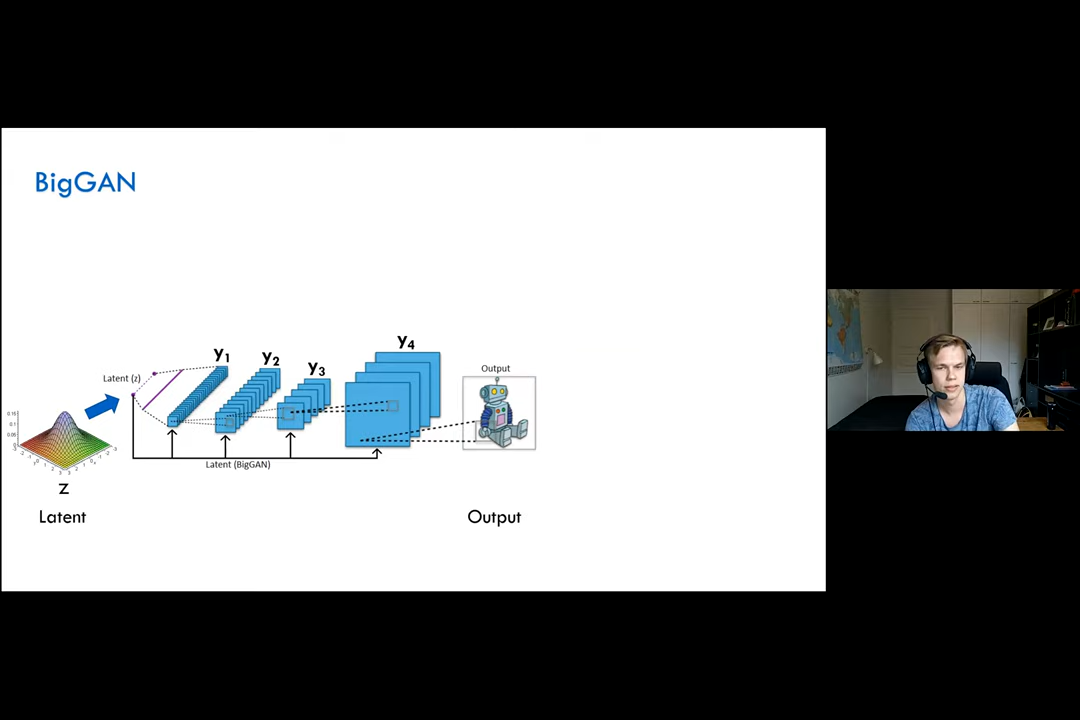 BigGAN
y1
y2
y3
y4
Latent (z)
Output
Latent (BigGAN)
z
Latent
Output